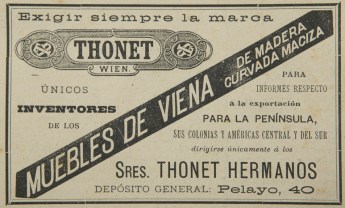 Exigir siempre la marca
THONET
WIEN.
ÚNICOS
INVENTORES
DE LOS
MUEBLES DE VIENA
DE MADERA
CURVADA MACIZA
PARA
INFORMES RESPECTO
á la exportación
PARA LA PENÍNSULA,
SUS COLONIAS Y AMÉRICAS CENTRAL Y DEL SUR
dirigirse únicamente á los
SRES. THONET HERMANOS
DEPÓSITO GENERAL: Pelayo, 40